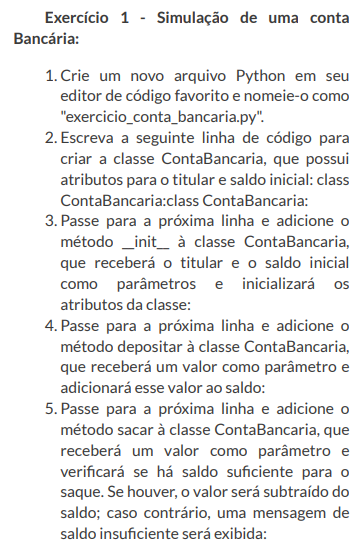 Exercício 1 - Simulação de uma conta
Bancária:
1. Crie um novo arquivo Python em seu
editor de código favorito e nomeie-o como
"exercicio_conta_bancaria.py".
2. Escreva a seguinte linha de código para
criar a classe ContaBancaria, que possui
atributos para o titular e saldo inicial: class
ContaBancaria:class ContaBancaria:
3. Passe para a próxima linha e adicione o
método __init__ à classe ContaBancaria,
que receberá o titular e o saldo inicial
como parâmetros e inicializará os
atributos da classe:
4. Passe para a próxima linha e adicione o
método depositar à classe ContaBancaria,
que receberá um valor como parâmetro e
adicionará esse valor ao saldo:
5. Passe para a próxima linha e adicione o
método sacar à classe ContaBancaria, que
receberá um valor como parâmetro e
verificará se há saldo suficiente para o
saque. Se houver, o valor será subtraído do
saldo; caso contrário, uma mensagem de
saldo insuficiente será exibida: